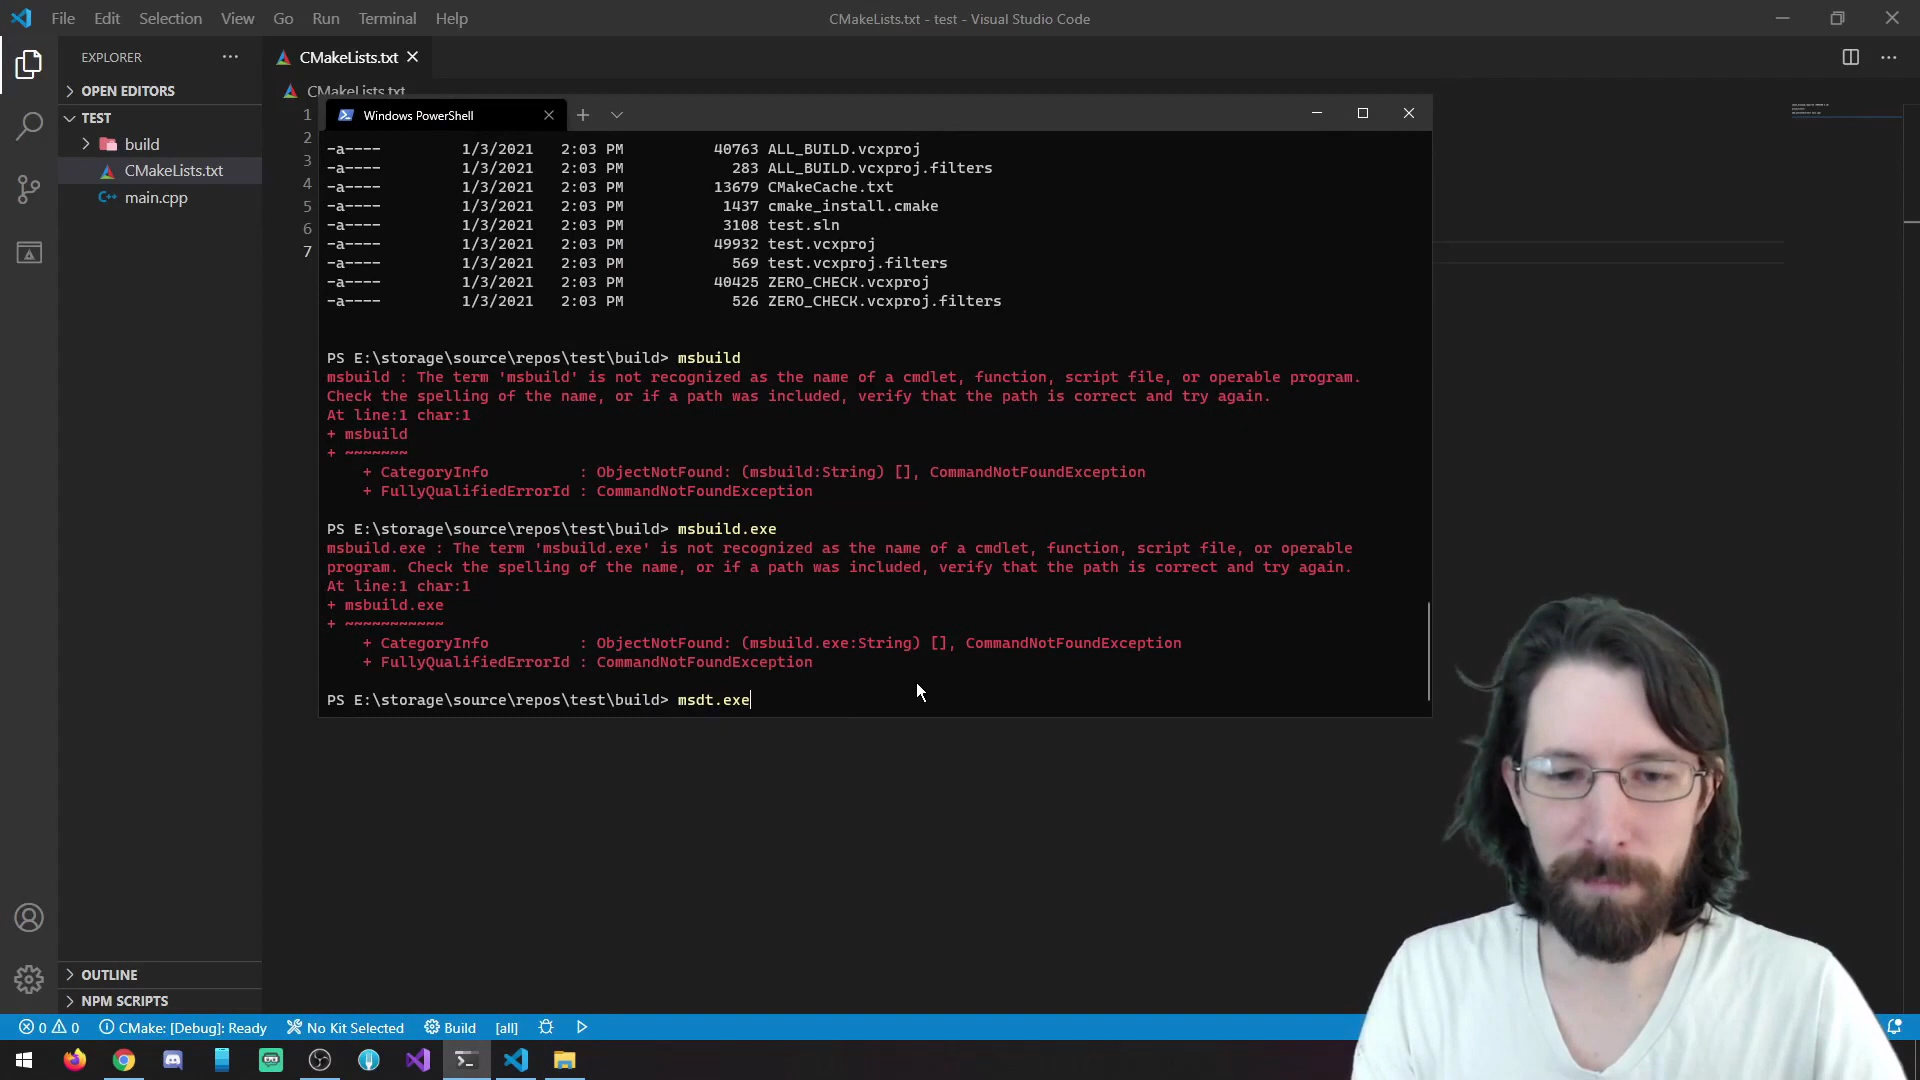 File Edit Selection View Go Run Terminal Help
CMakeLists.txt - test - Visual Studio Code
EXPLORER
OPEN EDITORS
TEST
build
CMakeLists.txt
main.cpp
OUTLINE
NPM SCRIPTS
CMakeLists.txt
CMakeLists.txt
1
2
3
4
5
6
7
Windows PowerShell
-a---- 1/3/2021 2:03 PM 40763 ALL_BUILD.vcxproj
-a---- 1/3/2021 2:03 PM 283 ALL_BUILD.vcxproj.filters
-a---- 1/3/2021 2:03 PM 13679 CMakeCache.txt
-a---- 1/3/2021 2:03 PM 1437 cmake_install.cmake
-a---- 1/3/2021 2:03 PM 3108 test.sln
-a---- 1/3/2021 2:03 PM 49932 test.vcxproj
-a---- 1/3/2021 2:03 PM 569 test.vcxproj.filters
-a---- 1/3/2021 2:03 PM 40425 ZERO_CHECK.vcxproj
-a---- 1/3/2021 2:03 PM 526 ZERO_CHECK.vcxproj.filters
PS E:\storage\source\repos\test\build> msbuild
msbuild : The term 'msbuild' is not recognized as the name of a cmdlet, function, script file, or operable program.
Check the spelling of the name, or if a path was included, verify that the path is correct and try again.
At line:1 char:1
+ msbuild
+ ~~~~~~~
+ CategoryInfo : ObjectNotFound: (msbuild:String) [], CommandNotFoundException
+ FullyQualifiedErrorId : CommandNotFoundException
PS E:\storage\source\repos\test\build> msbuild.exe
msbuild.exe : The term 'msbuild.exe' is not recognized as the name of a cmdlet, function, script file, or operable
program. Check the spelling of the name, or if a path was included, verify that the path is correct and try again.
At line:1 char:1
+ msbuild.exe
+ ~~~~~~~~~~~
+ CategoryInfo : ObjectNotFound: (msbuild.exe:String) [], CommandNotFoundException
+ FullyQualifiedErrorId : CommandNotFoundException
PS E:\storage\source\repos\test\build> msdt.exe
0 0 CMake: [Debug]: Ready No Kit Selected Build [all]